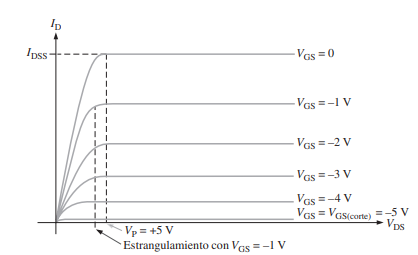 I_D
I_DSS
V_GS = 0
V_GS = –1 V
V_GS = –2 V
V_GS = –3 V
V_GS = –4 V
V_GS = V_GS(corte) = –5 V
V_DS
V_P = +5 V
Estrangulamiento con V_GS = –1 V